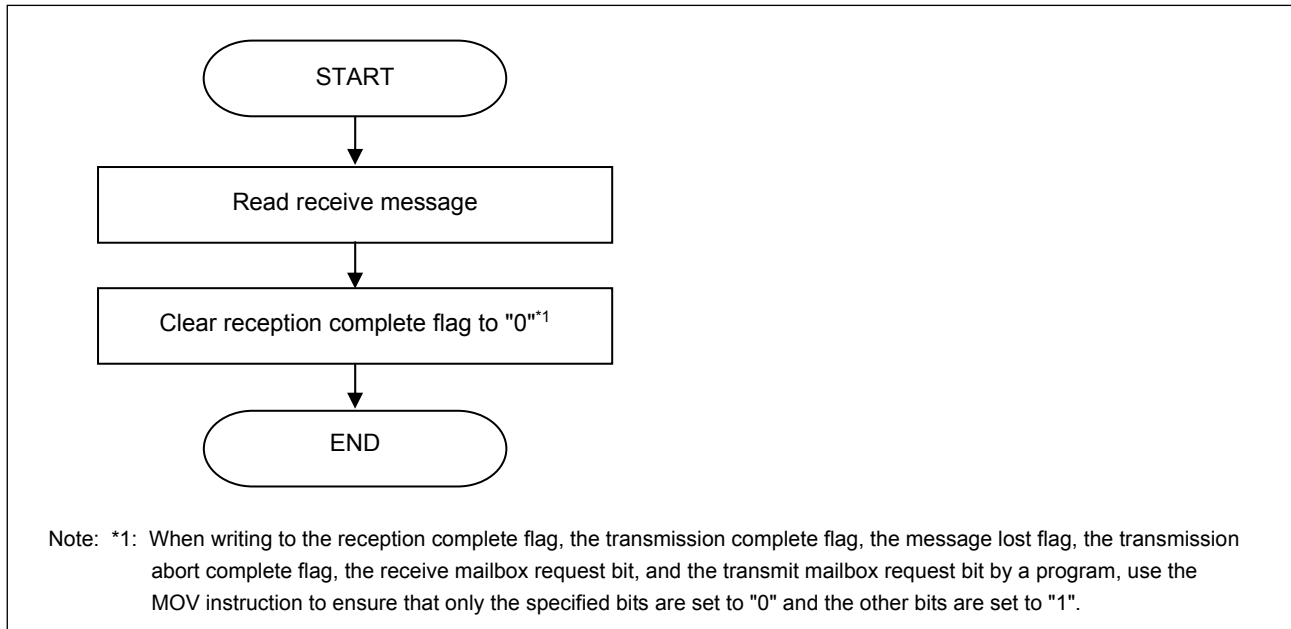 START
Read receive message
Clear reception complete flag to "0"*1
END
Note: *1: When writing to the reception complete flag, the transmission complete flag, the message lost flag, the transmission
abort complete flag, the receive mailbox request bit, and the transmit mailbox request bit by a program, use the
MOV instruction to ensure that only the specified bits are set to "0" and the other bits are set to "1".